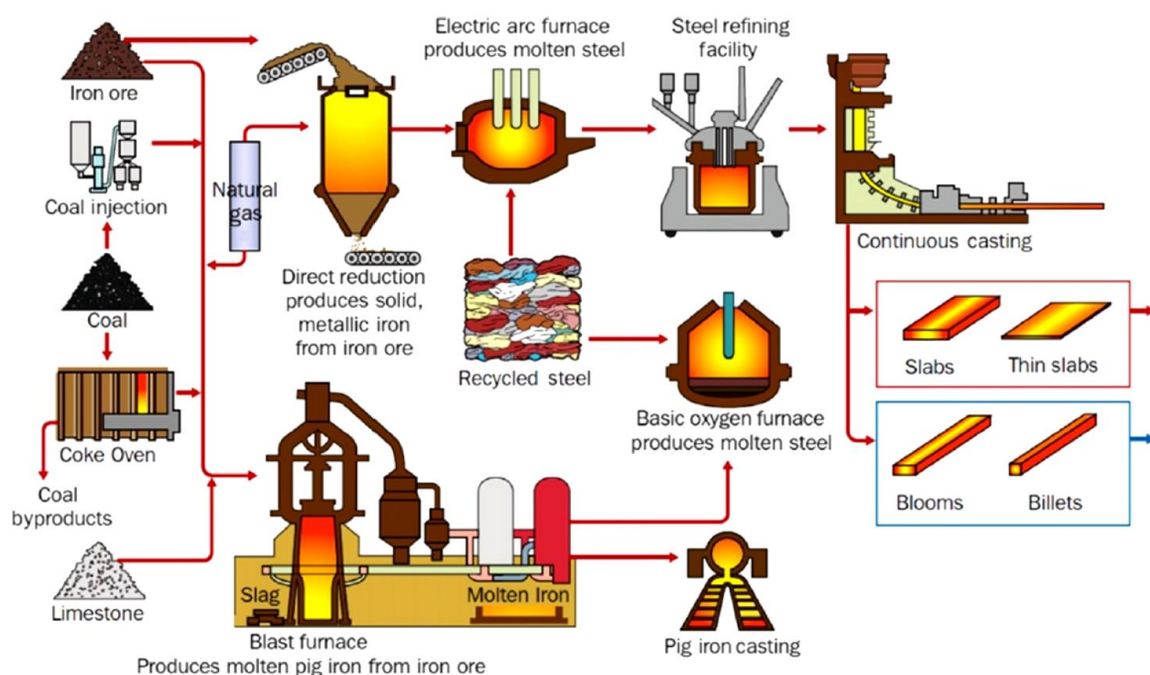 Electric arc furnace
produces molten steel
Steel refining
facility
Iron ore
Coal injection
Natural
gas
Continuous casting
Coal
Direct reduction
produces solid,
metallic iron
from iron ore
Slabs
Thin slabs
Recycled steel
Basic oxygen furnace
produces molten steel
Coke Oven
Blooms
Billets
Coal
byproducts
Limestone
Slag
Molten Iron
Blast furnace
Produces molten pig iron from iron ore
Pig iron casting